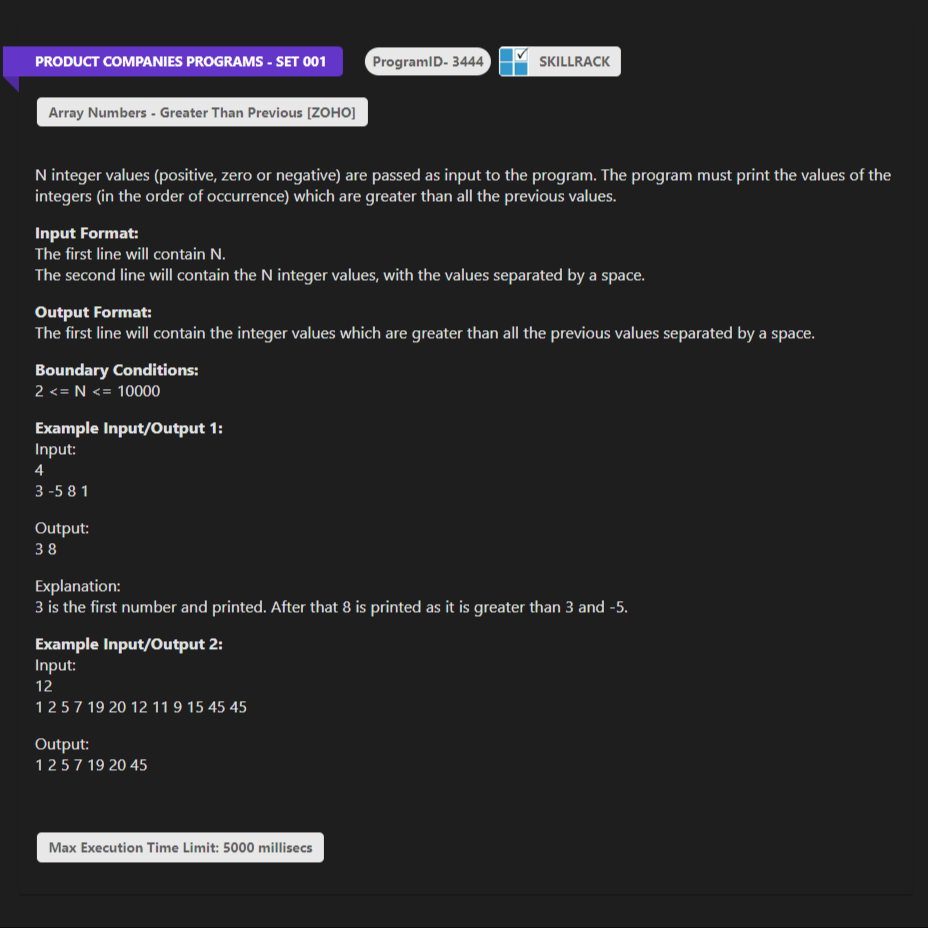 PRODUCT COMPANIES PROGRAMS - SET 001
ProgramID- 3444
SKILLRACK
Array Numbers - Greater Than Previous [ZOHO]
N integer values (positive, zero or negative) are passed as input to the program. The program must print the values of the
integers (in the order of occurrence) which are greater than all the previous values.
Input Format:
The first line will contain N.
The second line will contain the N integer values, with the values separated by a space.
Output Format:
The first line will contain the integer values which are greater than all the previous values separated by a space.
Boundary Conditions:
2 <= N <= 10000
Example Input/Output 1:
Input:
4
3 -5 8 1
Output:
3 8
Explanation:
3 is the first number and printed. After that 8 is printed as it is greater than 3 and -5.
Example Input/Output 2:
Input:
12
1 2 5 7 19 20 12 11 9 15 45 45
Output:
1 2 5 7 19 20 45
Max Execution Time Limit: 5000 millisecs